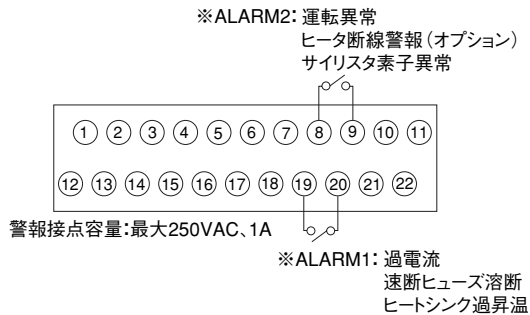 ※ALARM2：運転異常
ヒータ断線警報（オプション）
サイリスタ素子異常
1 2 3 4 5 6 7 8 9 10 11
12 13 14 15 16 17 18 19 20 21 22
警報接点容量：最大250VAC、1A
※ALARM1：過電流
速断ヒューズ溶断
ヒートシンク過昇温